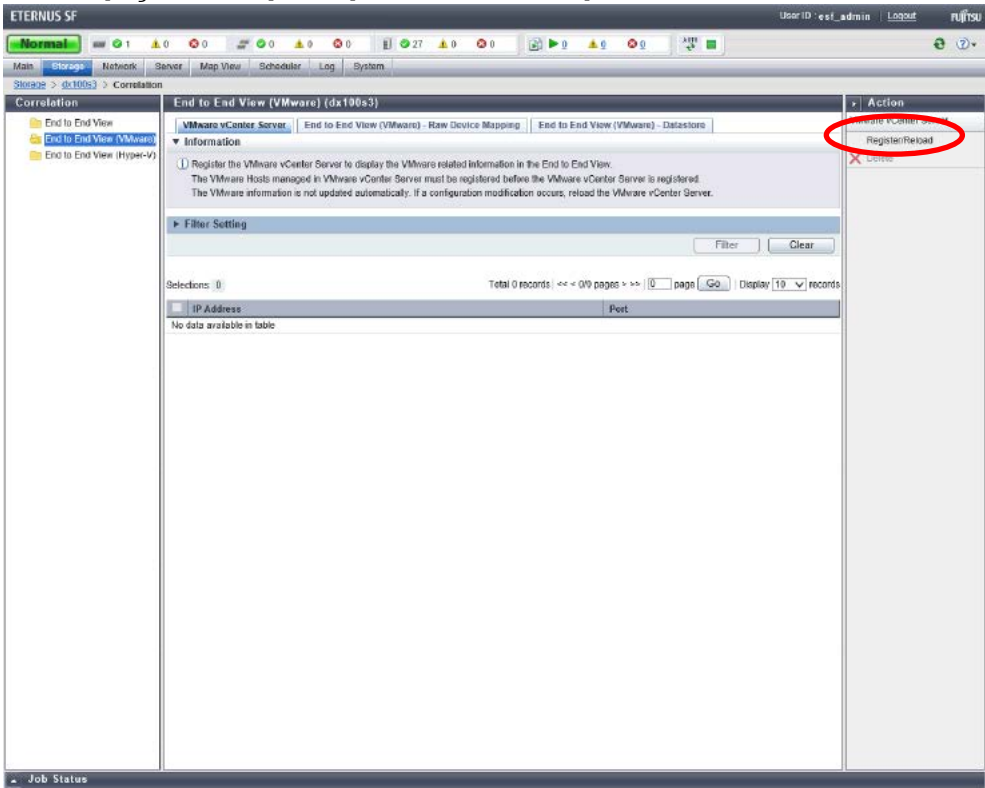 ETERNUS SF User ID : esf_admin Logout FUJITSU
Normal 1 0 0 0 0 0 27 0 0 0 0 0
Main Storage Network Server Map View Scheduler Log System
Storage > dx100s3 > Correlation
Correlation
End to End View
End to End View (VMware)
End to End View (Hyper-V)
End to End View (VMware) (dx100s3)
VMware vCenter Server End to End View (VMware) - Raw Device Mapping End to End View (VMware) - Datastore
Information
Register the VMware vCenter Server to display the VMware related information in the End to End View.
The VMware Hosts managed in VMware vCenter Server must be registered before the VMware vCenter Server is registered.
The VMware information is not updated automatically. If a configuration modification occurs, reload the VMware vCenter Server.
Filter Setting
Filter Clear
Selections 0 Total 0 records << < 0/0 pages > >> 0 page Go Display 10 records
IP Address Port
No data available in table
Action
VMware vCenter Server
Register/Reload
Delete
Job Status